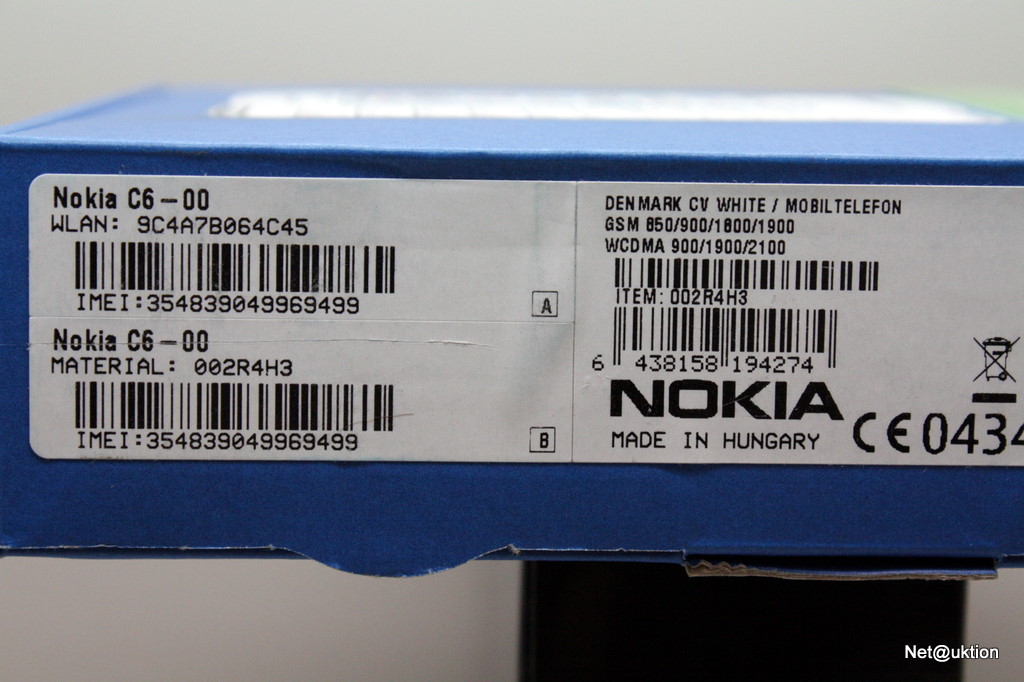 Nokia C6-00
WLAN: 9C4A7B064C45
IMEI:354839049969499
A
Nokia C6-00
MATERIAL: 002R4H3
IMEI:354839049969499
B
DENMARK CV WHITE / MOBILTELEFON
GSM 850/900/1800/1900
WCDMA 900/1900/2100
ITEM: 002R4H3
6 438158 194274
NOKIA
MADE IN HUNGARY
CE0434
Net@uktion